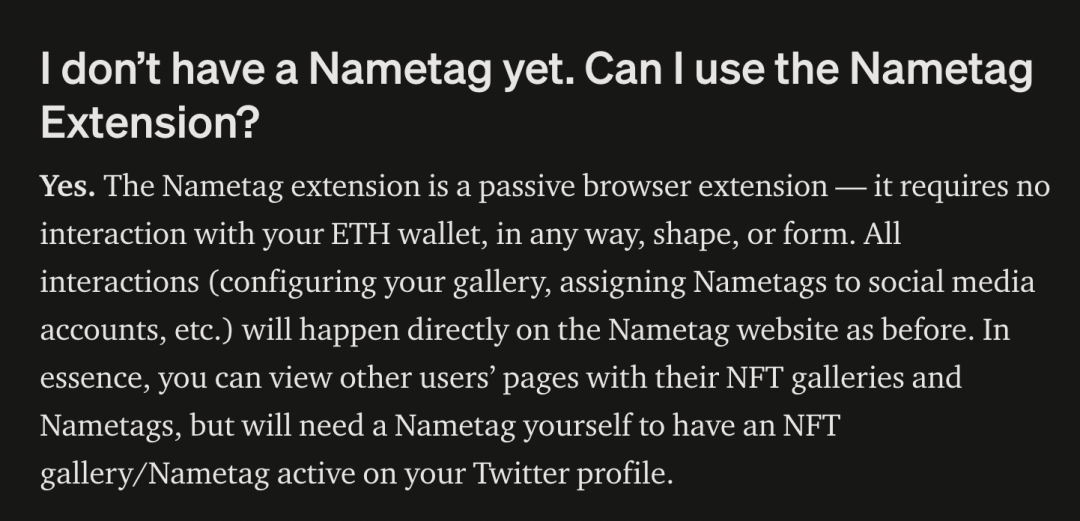 I don’t have a Nametag yet. Can I use the Nametag
Extension?
Yes. The Nametag extension is a passive browser extension — it requires no
interaction with your ETH wallet, in any way, shape, or form. All
interactions (configuring your gallery, assigning Nametags to social media
accounts, etc.) will happen directly on the Nametag website as before. In
essence, you can view other users’ pages with their NFT galleries and
Nametags, but will need a Nametag yourself to have an NFT
gallery/Nametag active on your Twitter profile.